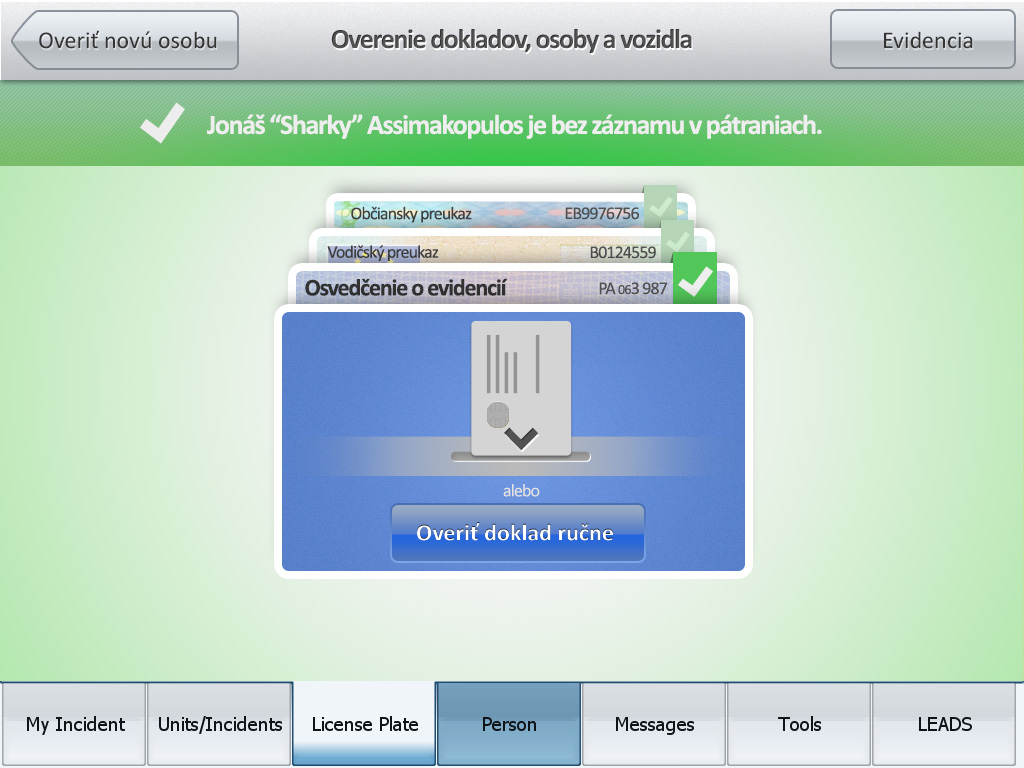 Overiť novú osobu
Overenie dokladov, osoby a vozidla
Evidencia
Jonáš “Sharky” Assimakopulos je bez záznamu v pátraniach.
Občiansky preukaz EB9976756
Vodičský preukaz B0124559
Osvedčenie o evidencií PA 063 987
alebo
Overiť doklad ručne
My Incident
Units/Incidents
License Plate
Person
Messages
Tools
LEADS